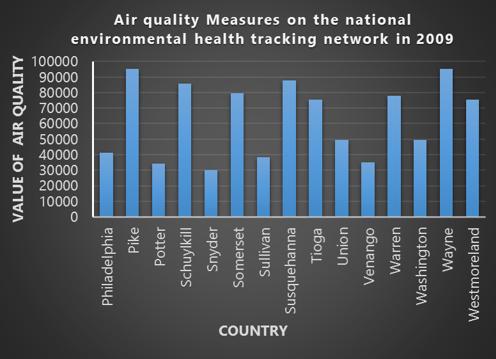 Air quality Measures on the national
environmental health tracking network in 2009
VALUE OF AIR QUALITY
100000
90000
80000
70000
60000
50000
40000
30000
20000
10000
0
Philadelphia
Pike
Potter
Schuylkill
Snyder
Somerset
Sullivan
Susquehanna
Tioga
Union
Venango
Warren
Washington
Wayne
Westmoreland
COUNTRY